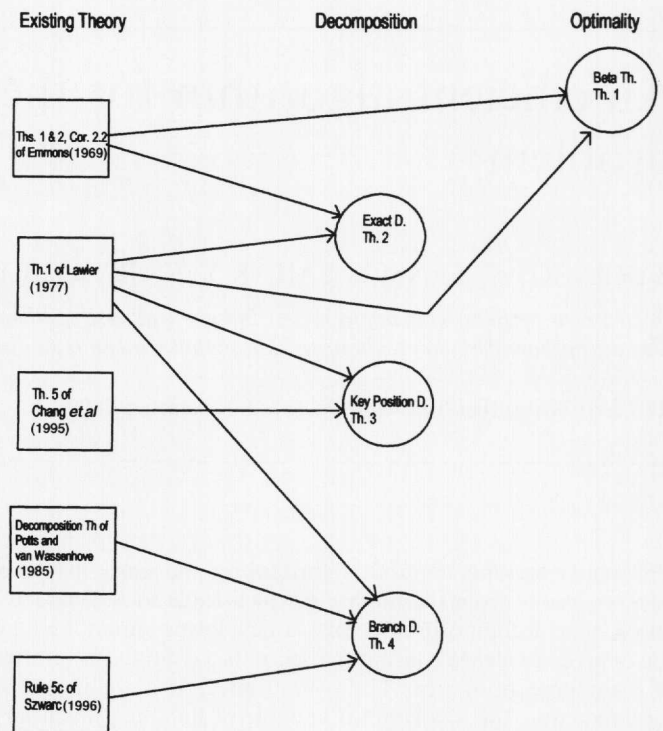 Existing Theory
Decomposition
Optimality
Beta Th.
Th. 1
Ths. 1 & 2, Cor. 2.2
of Emmons(1969)
Exact D.
Th. 2
Th.1 of Lawler
(1977)
Key Position D.
Th. 3
Th. 5 of
Chang et al
(1995)
Decomposition Th of
Potts and
van Wassenhove
(1985)
Branch D.
Th. 4
Rule 5c of
Szwarc(1996)